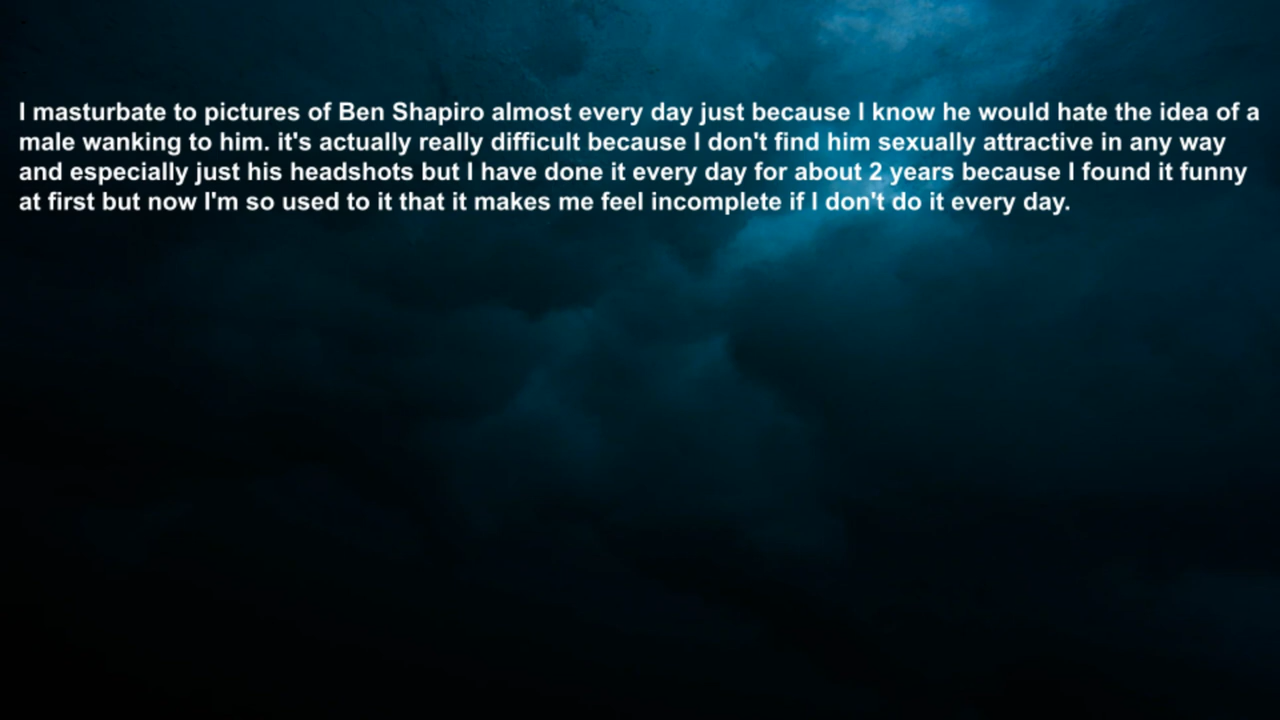 I masturbate to pictures of Ben Shapiro almost every day just because I know he would hate the idea of a
male wanking to him. it's actually really difficult because I don't find him sexually attractive in any way
and especially just his headshots but I have done it every day for about 2 years because I found it funny
at first but now I'm so used to it that it makes me feel incomplete if I don't do it every day.